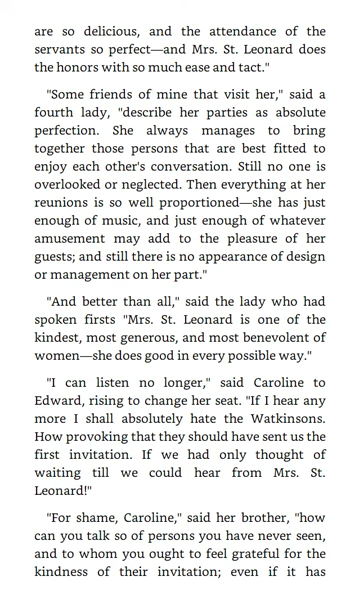 are so delicious, and the attendance of the
servants so perfect—and Mrs. St. Leonard does
the honors with so much ease and tact."
"Some friends of mine that visit her," said a
fourth lady, "describe her parties as absolute
perfection. She always manages to bring
together those persons that are best fitted to
enjoy each other's conversation. Still no one is
overlooked or neglected. Then everything at her
reunions is so well proportioned—she has just
enough of music, and just enough of whatever
amusement may add to the pleasure of her
guests; and still there is no appearance of design
or management on her part."
"And better than all," said the lady who had
spoken firsts "Mrs. St. Leonard is one of the
kindest, most generous, and most benevolent of
women—she does good in every possible way."
"I can listen no longer," said Caroline to
Edward, rising to change her seat. "If I hear any
more I shall absolutely hate the Watkinsons.
How provoking that they should have sent us the
first invitation. If we had only thought of
waiting till we could hear from Mrs. St.
Leonard!"
"For shame, Caroline," said her brother, "how
can you talk so of persons you have never seen,
and to whom you ought to feel grateful for the
kindness of their invitation; even if it has